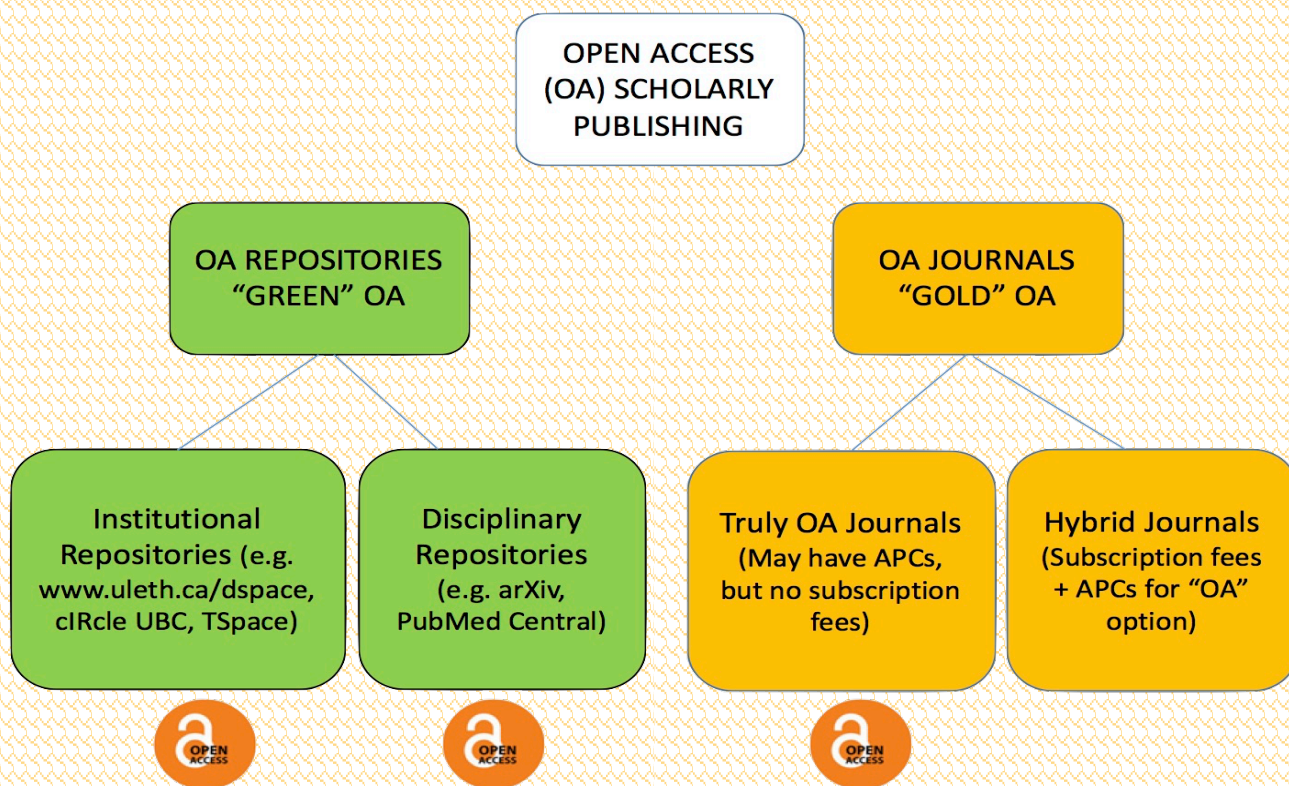 OPEN ACCESS
(OA) SCHOLARLY
PUBLISHING
OA REPOSITORIES
“GREEN” OA
OA JOURNALS
“GOLD” OA
Institutional
Repositories (e.g.
www.uleth.ca/dspace,
cIRcle UBC, TSpace)
Disciplinary
Repositories
(e.g. arXiv,
PubMed Central)
Truly OA Journals
(May have APCs,
but no subscription
fees)
Hybrid Journals
(Subscription fees
+ APCs for “OA”
option)
OPEN
ACCESS
OPEN
ACCESS
OPEN
ACCESS